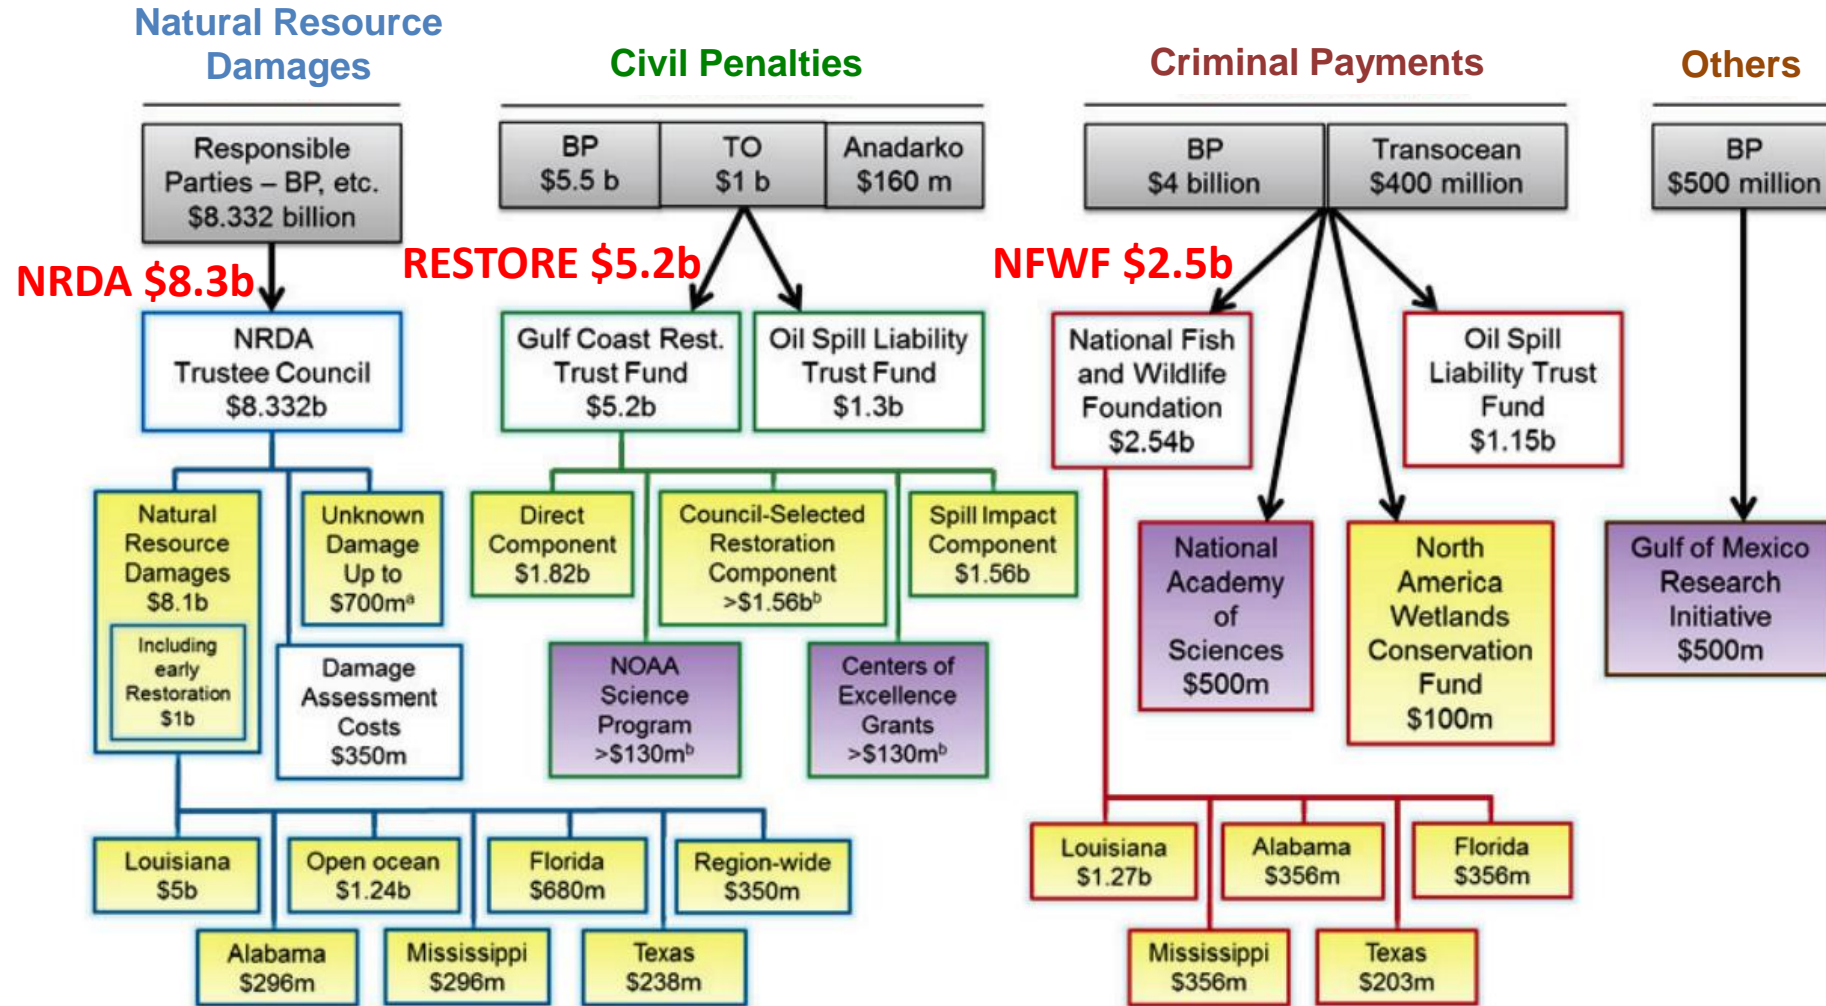 Natural Resource
Damages
Civil Penalties
Criminal Payments
Others
Responsible
Parties – BP, etc.
$8.332 billion
BP
$5.5 b
TO
$1 b
Anadarko
$160 m
BP
$4 billion
Transocean
$400 million
BP
$500 million
NRDA $8.3b
RESTORE $5.2b
NFWF $2.5b
NRDA
Trustee Council
$8.332b
Gulf Coast Rest.
Trust Fund
$5.2b
Oil Spill Liability
Trust Fund
$1.3b
National Fish
and Wildlife
Foundation
$2.54b
Oil Spill
Liability Trust
Fund
$1.15b
Natural
Resource
Damages
$8.1b
Including
early
Restoration
$1b
Unknown
Damage
Up to
$700mᵃ
Damage
Assessment
Costs
$350m
Direct
Component
$1.82b
Council-Selected
Restoration
Component
>$1.56bᵇ
Spill Impact
Component
$1.56b
NOAA
Science
Program
>$130mᵇ
Centers of
Excellence
Grants
>$130mᵇ
National
Academy
of
Sciences
$500m
North
America
Wetlands
Conservation
Fund
$100m
Gulf of Mexico
Research
Initiative
$500m
Louisiana
$5b
Open ocean
$1.24b
Florida
$680m
Region-wide
$350m
Alabama
$296m
Mississippi
$296m
Texas
$238m
Louisiana
$1.27b
Alabama
$356m
Florida
$356m
Mississippi
$356m
Texas
$203m